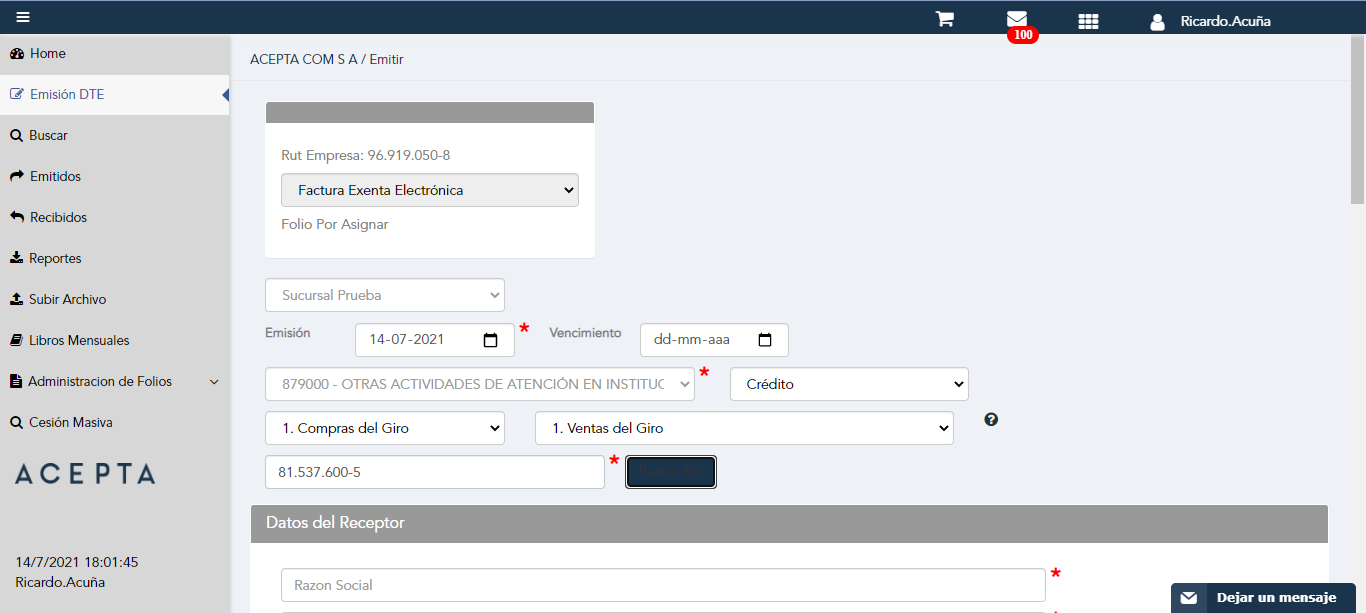 Ricardo.Acuña
100
Home
Emisión DTE
Buscar
Emitidos
Recibidos
Reportes
Subir Archivo
Libros Mensuales
Administracion de Folios
Cesión Masiva
ACEPTA
14/7/2021 18:01:45
Ricardo.Acuña
ACEPTA COM S A / Emitir
Rut Empresa: 96.919.050-8
Factura Exenta Electrónica
Folio Por Asignar
Sucursal Prueba
Emisión 14-07-2021 * Vencimiento dd-mm-aaa
879000 - OTRAS ACTIVIDADES DE ATENCIÓN EN INSTITUC * Crédito
1. Compras del Giro 1. Ventas del Giro ?
81.537.600-5 *
Datos del Receptor
Razon Social *
Dejar un mensaje